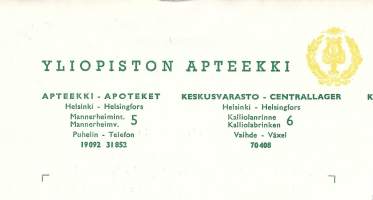 YLIOPISTON APTEEKKI
APTEEKKI - APOTEKET
Helsinki - Helsingfors
Mannerheimint. 5
Mannerheimv.
Puhelin - Telefon
19092 31852
KESKUSVARASTO - CENTRALLAGER
Helsinki - Helsingfors
Kalliolanrinne 6
Kalliolabrinken
Vaihde - Växel
70408
K